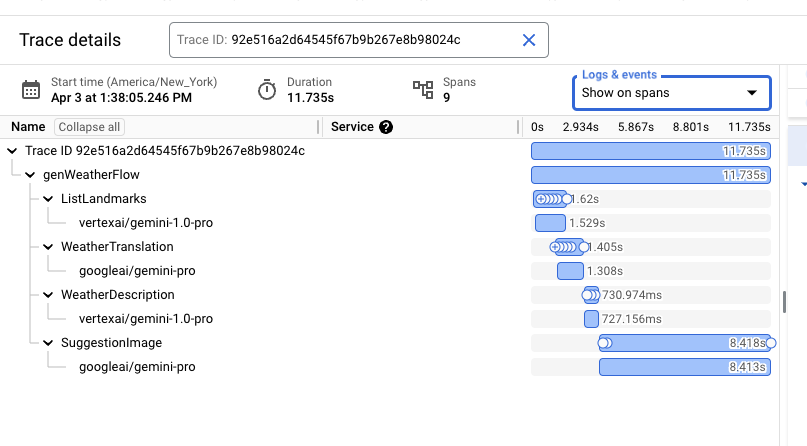 Trace details
Trace ID: 92e516a2d64545f67b9b267e8b98024c
Start time (America/New_York)
Apr 3 at 1:38:05.246 PM
Duration
11.735s
Spans
9
Logs & events
Show on spans
Name Collapse all Service 0s 2.934s 5.867s 8.801s 11.735s
Trace ID 92e516a2d64545f67b9b267e8b98024c 11.735s
genWeatherFlow 11.735s
ListLandmarks 1.62s
vertexai/gemini-1.0-pro 1.529s
WeatherTranslation 1.405s
googleai/gemini-pro 1.308s
WeatherDescription 730.974ms
vertexai/gemini-1.0-pro 727.156ms
SuggestionImage 8.418s
googleai/gemini-pro 8.413s